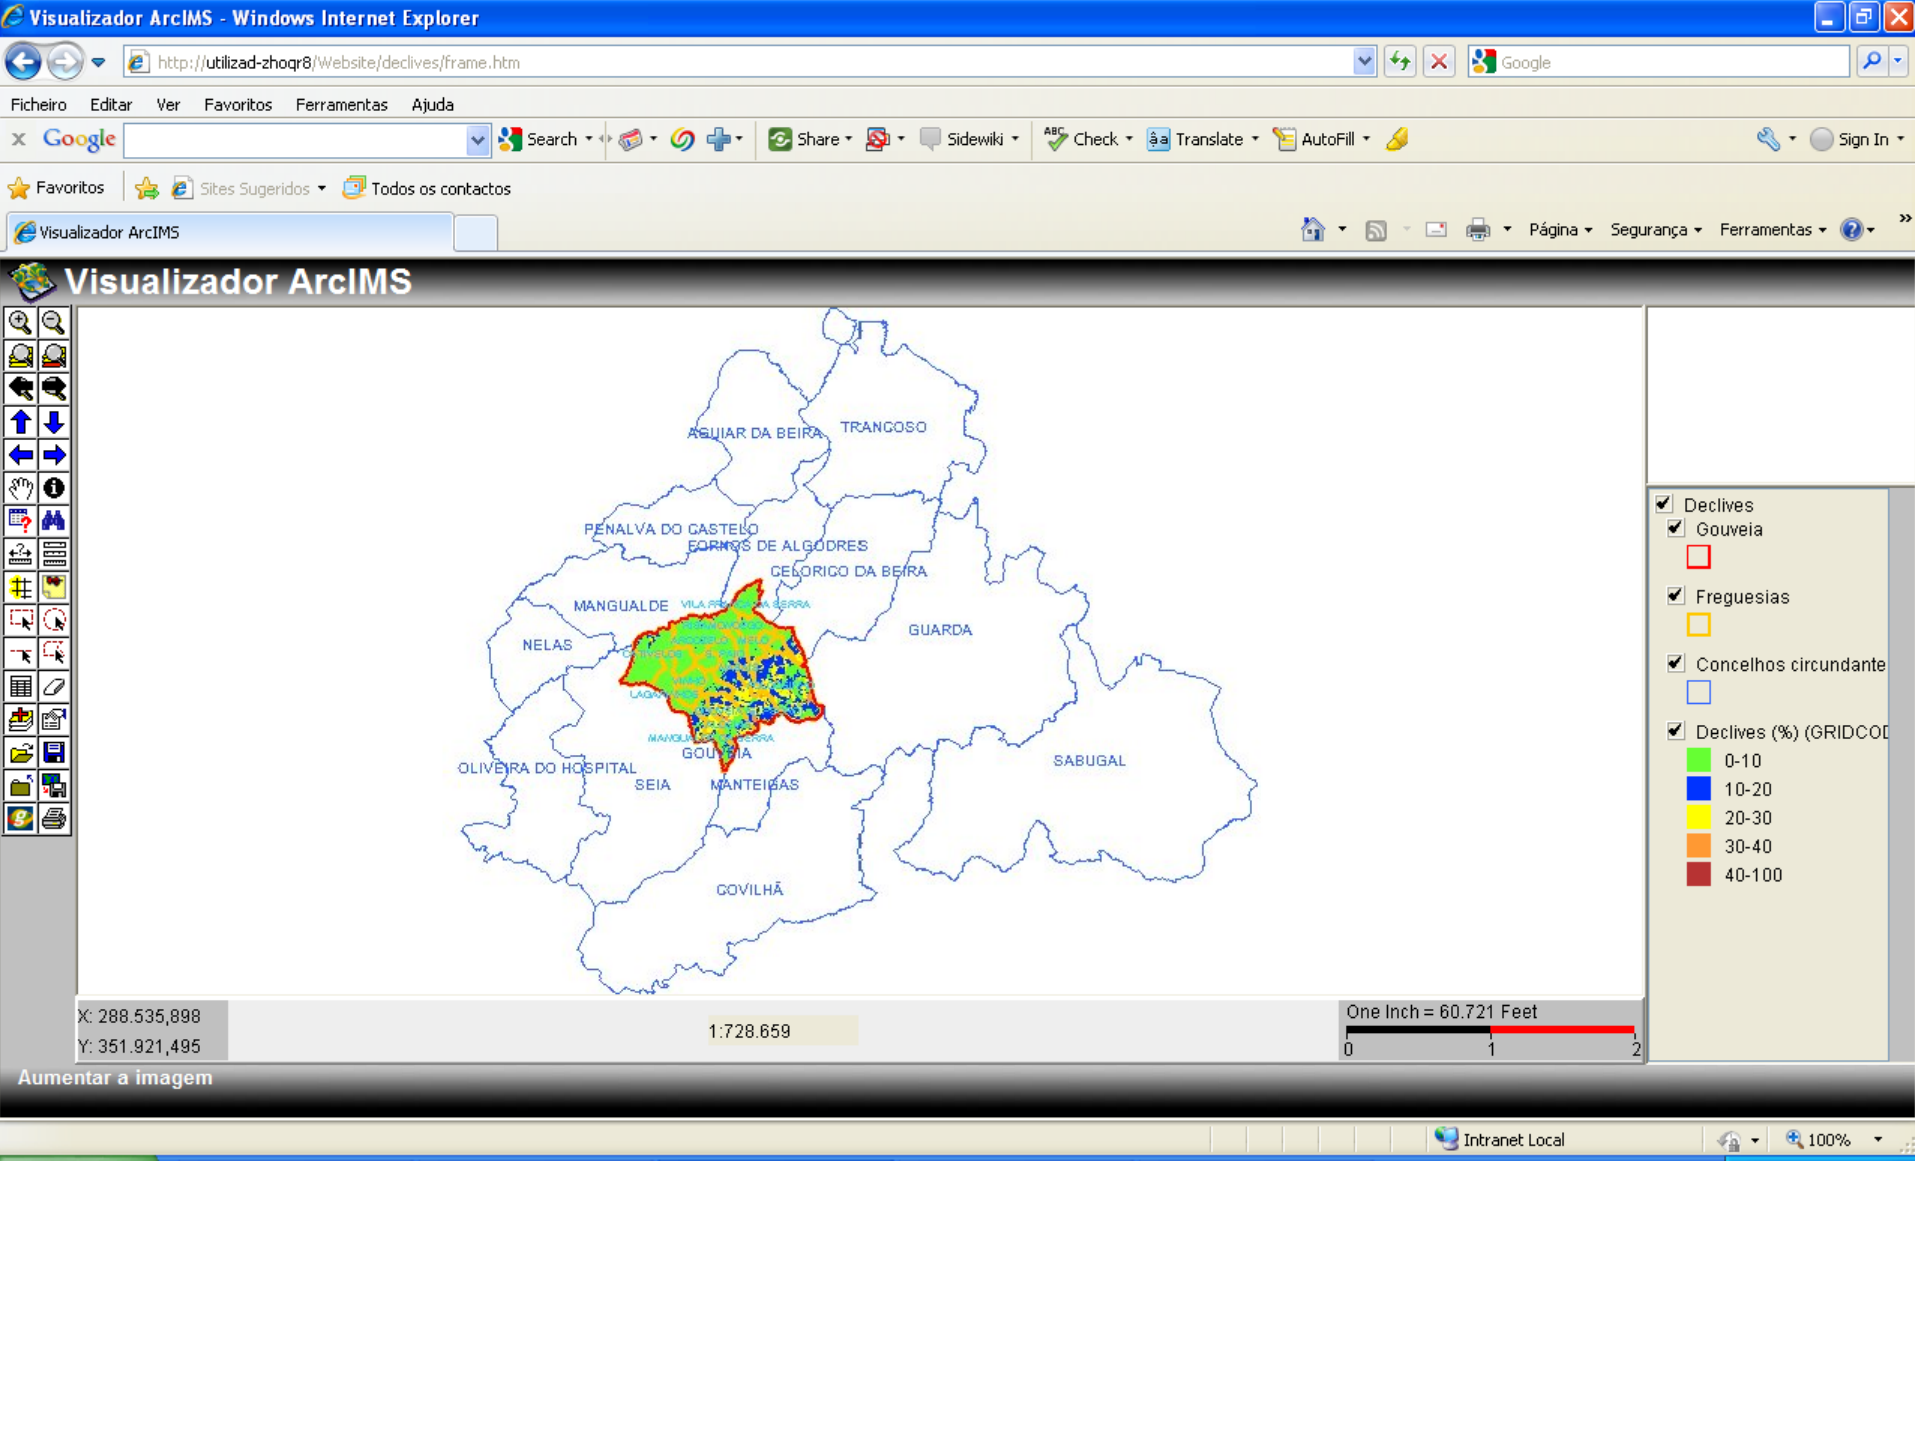 Visualizador ArcIMS - Windows Internet Explorer
http://utilizad-zhoqr8/Website/declives/frame.htm
Google
Ficheiro Editar Ver Favoritos Ferramentas Ajuda
x Google Search Share Sidewiki ABC Check âa Translate AutoFill Sign In
Favoritos Sites Sugeridos Todos os contactos
Visualizador ArcIMS
Página Segurança Ferramentas
Visualizador ArcIMS
TRANCOSO
AGUIAR DA BEIRA
PENALVA DO CASTELO
FORNOS DE ALGODRES
CELORICO DA BEIRA
MANGUALDE
GUARDA
NELAS
GOUVEIA
SABUGAL
OLIVEIRA DO HOSPITAL
SEIA
MANTEIGAS
COVILHÃ
Declives
Gouveia
Freguesias
Concelhos circundante
Declives (%) (GRIDCOD
0-10
10-20
20-30
30-40
40-100
X: 288.535,898
Y: 351.921,495
1:728.659
One Inch = 60.721 Feet
0 1 2
Aumentar a imagem
Intranet Local
100%